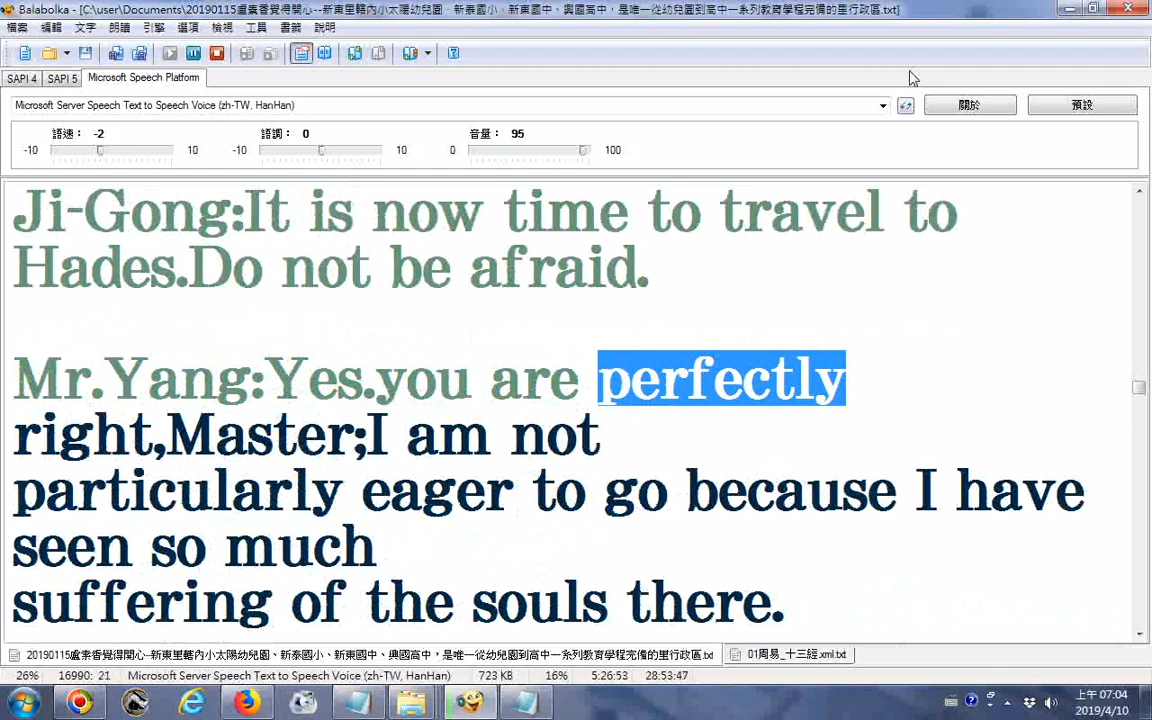 Balabolka - [C:\user\Documents\20190115盧素香覺得開心--新東里轄內小太陽幼兒園、新泰國小、新東國中、興國高中，是唯一從幼兒園到高中一系列教育學程完備的里行政區.txt]
檔案 編輯 文字 朗讀 引擎 選項 檢視 工具 書籤 說明
SAPI 4 SAPI 5 Microsoft Speech Platform
Microsoft Server Speech Text to Speech Voice (zh-TW, HanHan) 關於 預設
語速： -2 語調： 0 音量： 95
-10 10 -10 10 0 100
Ji-Gong:It is now time to travel to
Hades.Do not be afraid.
Mr.Yang:Yes.you are perfectly
right,Master;I am not
particularly eager to go because I have
seen so much
suffering of the souls there.
20190115盧素香覺得開心--新東里轄內小太陽幼兒園、新泰國小、新東國中、興國高中，是唯一從幼兒園到高中一系列教育學程完備的里行政區.txt 01周易_十三經.xml.txt
26% 16990: 21 Microsoft Server Speech Text to Speech Voice (zh-TW, HanHan) 723 KB 16% 5:26:53 28:53:47
上午 07:04
2019/4/10